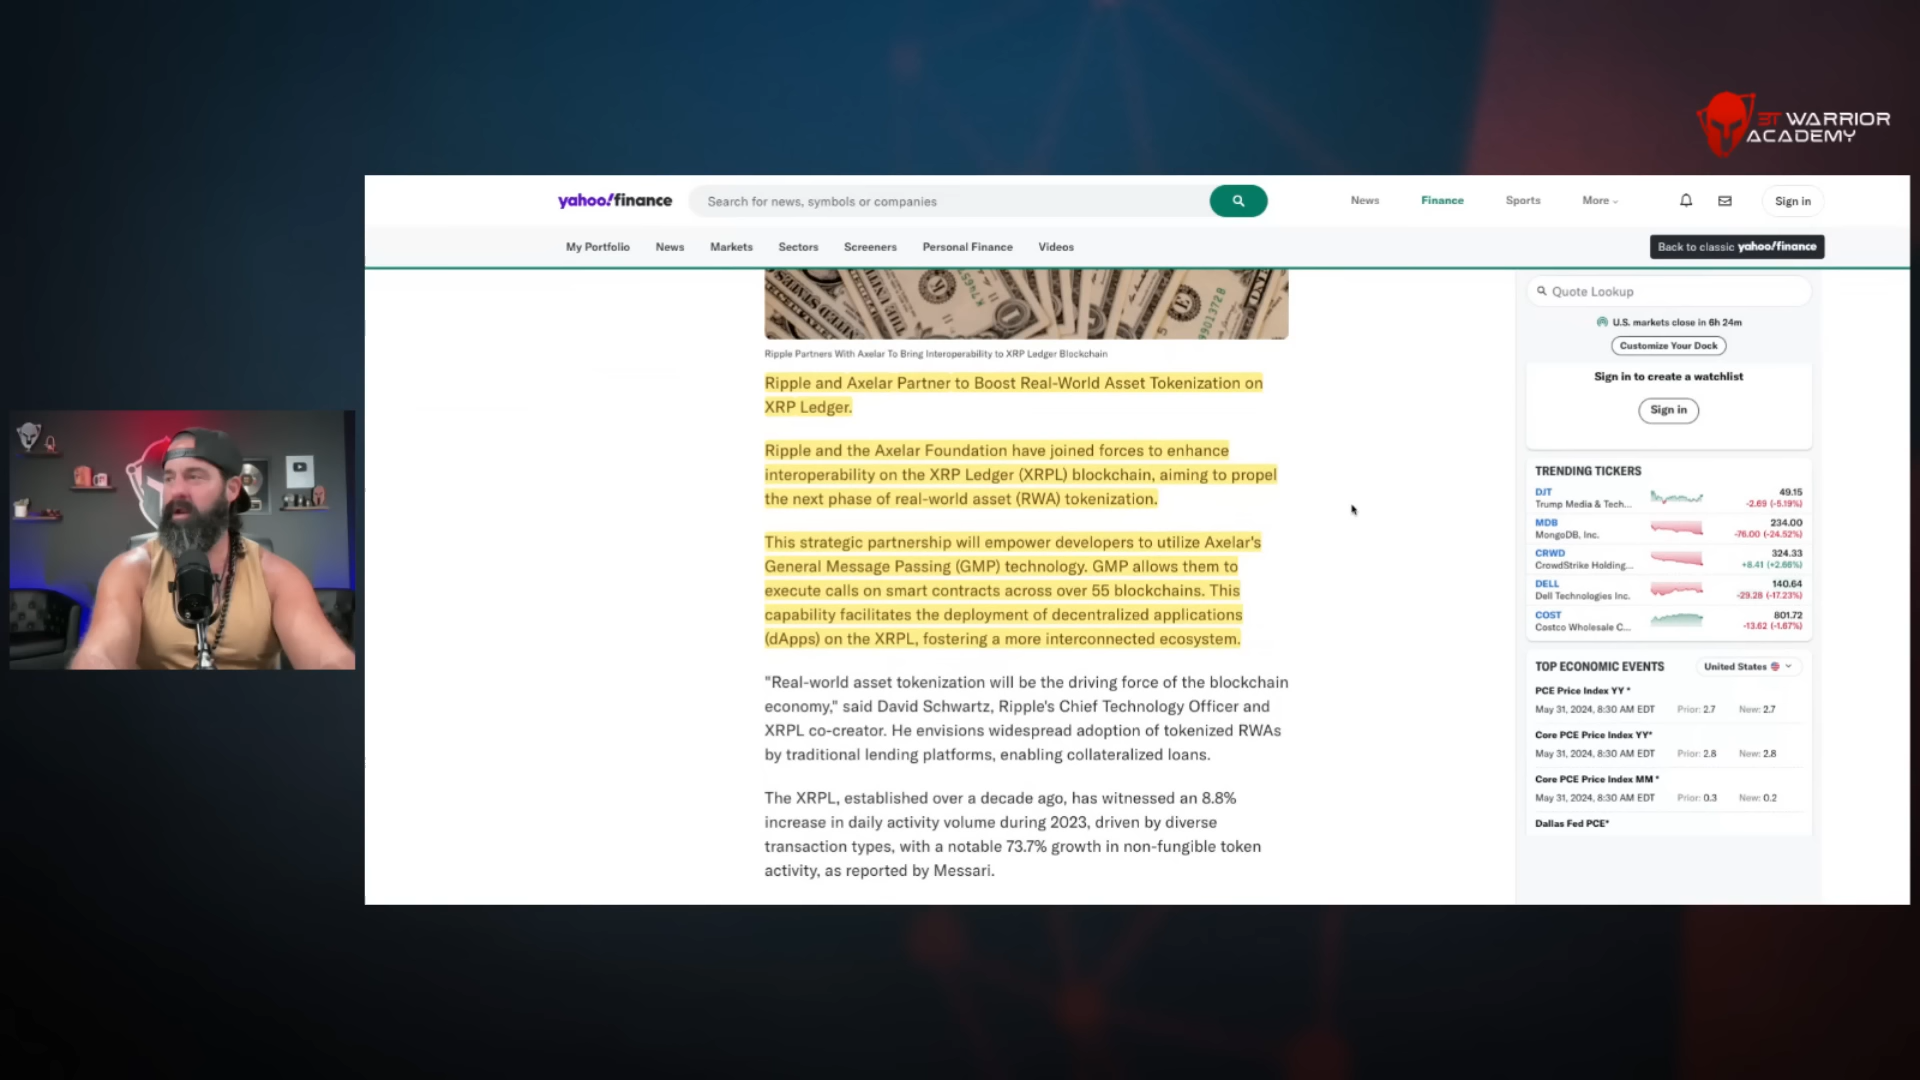 3T WARRIOR
ACADEMY
yahoo!finance
Search for news, symbols or companies
News
Finance
Sports
More
Sign in
My Portfolio
News
Markets
Sectors
Screeners
Personal Finance
Videos
Back to classic yahoo!finance
Ripple Partners With Axelar To Bring Interoperability to XRP Ledger Blockchain
Ripple and Axelar Partner to Boost Real-World Asset Tokenization on
XRP Ledger.
Ripple and the Axelar Foundation have joined forces to enhance
interoperability on the XRP Ledger (XRPL) blockchain, aiming to propel
the next phase of real-world asset (RWA) tokenization.
This strategic partnership will empower developers to utilize Axelar's
General Message Passing (GMP) technology. GMP allows them to
execute calls on smart contracts across over 55 blockchains. This
capability facilitates the deployment of decentralized applications
(dApps) on the XRPL, fostering a more interconnected ecosystem.
"Real-world asset tokenization will be the driving force of the blockchain
economy," said David Schwartz, Ripple's Chief Technology Officer and
XRPL co-creator. He envisions widespread adoption of tokenized RWAs
by traditional lending platforms, enabling collateralized loans.
The XRPL, established over a decade ago, has witnessed an 8.8%
increase in daily activity volume during 2023, driven by diverse
transaction types, with a notable 73.7% growth in non-fungible token
activity, as reported by Messari.
Quote Lookup
U.S. markets close in 6h 24m
Customize Your Dock
Sign in to create a watchlist
Sign in
TRENDING TICKERS
DJT 49.15
Trump Media & Tech... -2.69 (-5.19%)
MDB 234.00
MongoDB, Inc. -76.00 (-24.52%)
CRWD 324.33
CrowdStrike Holding... +8.41 (+2.66%)
DELL 140.64
Dell Technologies Inc. -29.28 (-17.23%)
COST 801.72
Costco Wholesale C... -13.62 (-1.67%)
TOP ECONOMIC EVENTS United States
PCE Price Index YY *
May 31, 2024, 8:30 AM EDT Prior: 2.7 New: 2.7
Core PCE Price Index YY*
May 31, 2024, 8:30 AM EDT Prior: 2.8 New: 2.8
Core PCE Price Index MM *
May 31, 2024, 8:30 AM EDT Prior: 0.3 New: 0.2
Dallas Fed PCE*